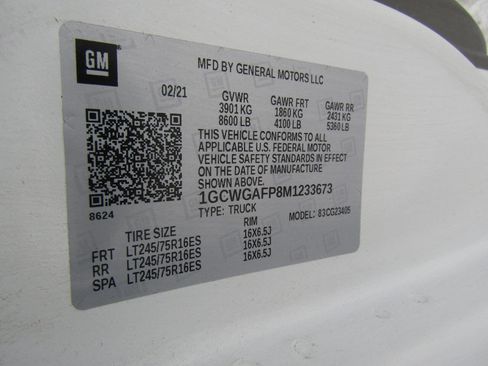 GM
MFD BY GENERAL MOTORS LLC
02/21 GVWR GAWR FRT GAWR RR
3901 KG 1860 KG 2431 KG
8600 LB 4100 LB 5360 LB
THIS VEHICLE CONFORMS TO ALL
APPLICABLE U.S. FEDERAL MOTOR
VEHICLE SAFETY STANDARDS IN EFFECT
ON THE DATE OF MANUFACTURE
SHOWN ABOVE.
1GCWGAFP8M1233673
8624 TYPE: TRUCK MODEL: 83CG23405
TIRE SIZE RIM
FRT LT245/75R16ES 16X6.5J
RR LT245/75R16ES 16X6.5J
SPA LT245/75R16ES 16X6.5J